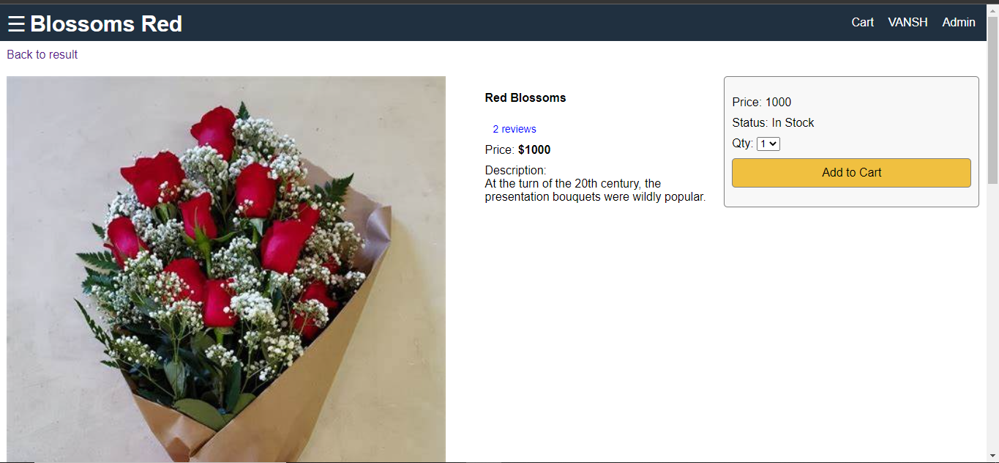 ☰ Blossoms Red
Cart VANSH Admin
Back to result
Red Blossoms
2 reviews
Price: $1000
Description:
At the turn of the 20th century, the
presentation bouquets were wildly popular.
Price: 1000
Status: In Stock
Qty: 1
Add to Cart